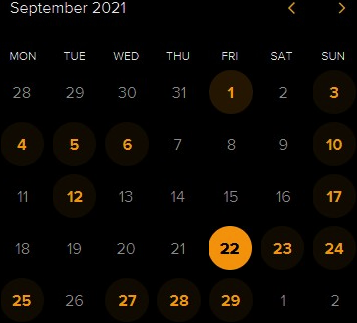 September 2021
MON TUE WED THU FRI SAT SUN
28 29 30 31 1 2 3
4 5 6 7 8 9 10
11 12 13 14 15 16 17
18 19 20 21 22 23 24
25 26 27 28 29 1 2